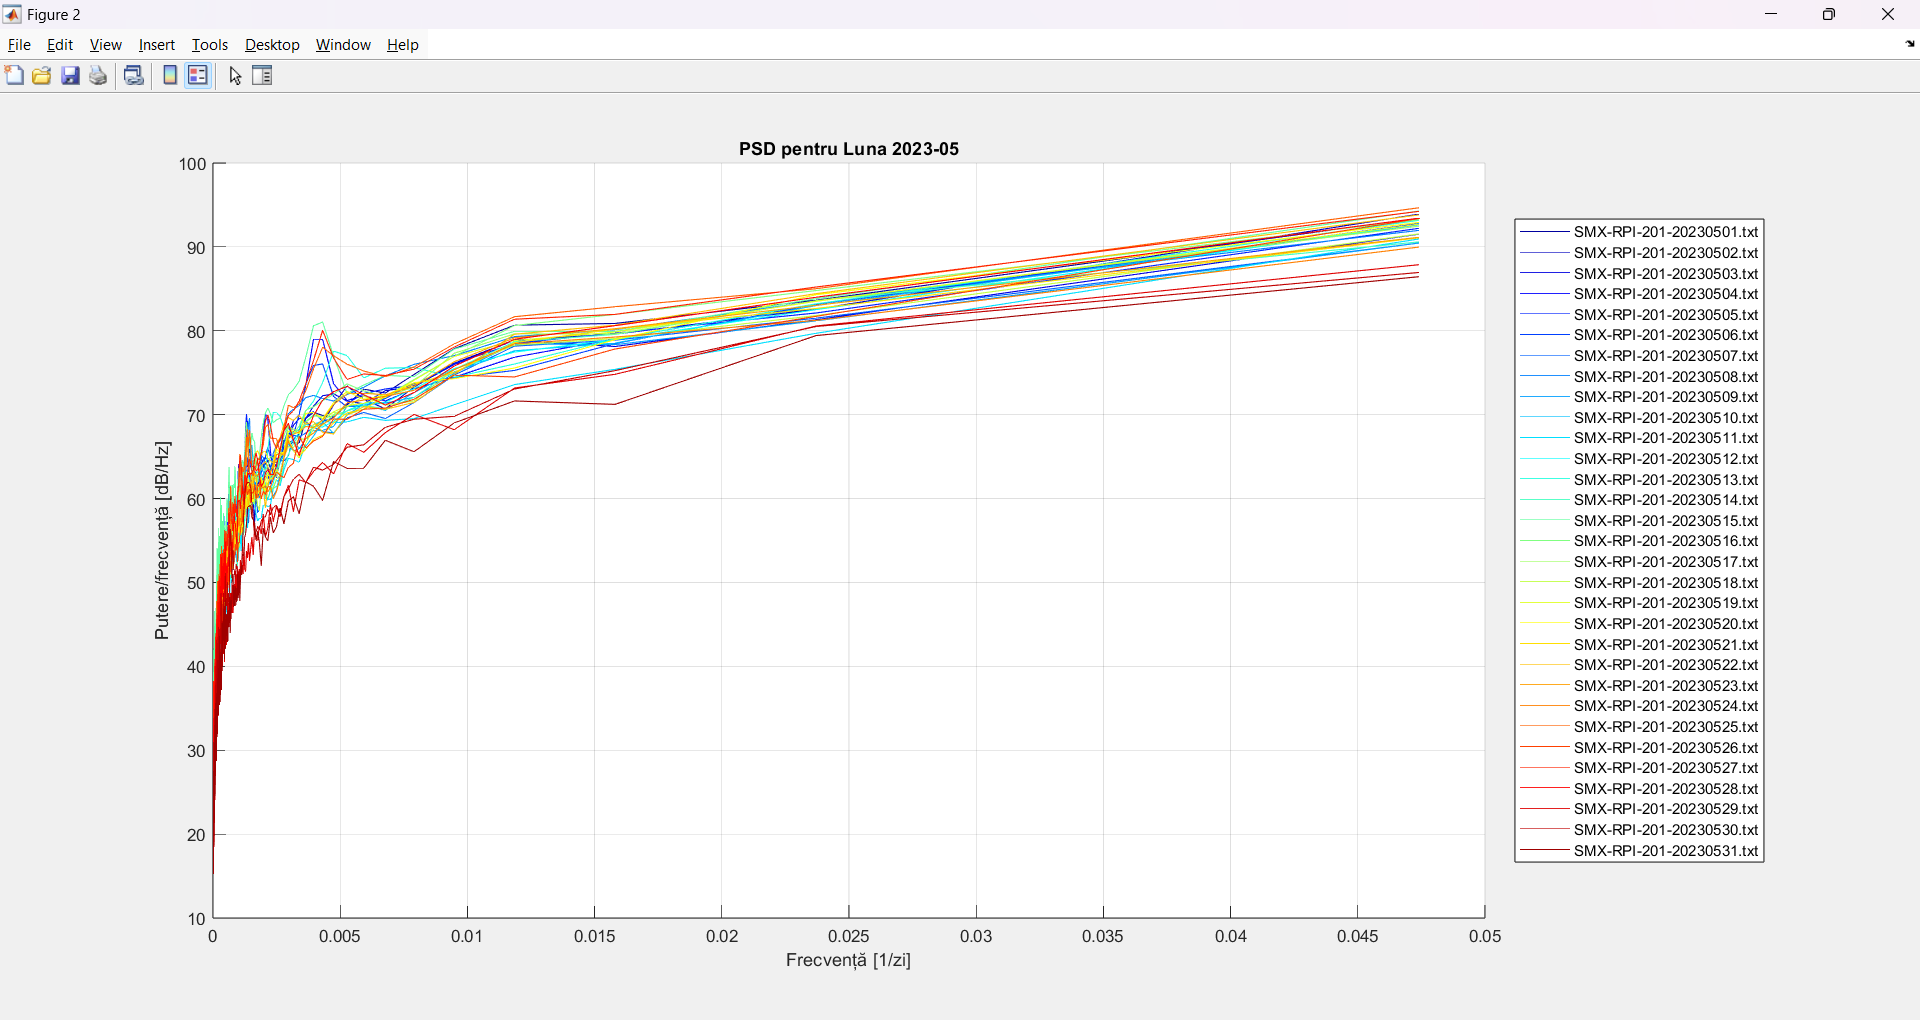 Figure 2
File Edit View Insert Tools Desktop Window Help
PSD pentru Luna 2023-05
100
90
80
70
60
50
40
30
20
10
Putere/frecvență [dB/Hz]
0 0.005 0.01 0.015 0.02 0.025 0.03 0.035 0.04 0.045 0.05
Frecvență [1/zi]
SMX-RPI-201-20230501.txt
SMX-RPI-201-20230502.txt
SMX-RPI-201-20230503.txt
SMX-RPI-201-20230504.txt
SMX-RPI-201-20230505.txt
SMX-RPI-201-20230506.txt
SMX-RPI-201-20230507.txt
SMX-RPI-201-20230508.txt
SMX-RPI-201-20230509.txt
SMX-RPI-201-20230510.txt
SMX-RPI-201-20230511.txt
SMX-RPI-201-20230512.txt
SMX-RPI-201-20230513.txt
SMX-RPI-201-20230514.txt
SMX-RPI-201-20230515.txt
SMX-RPI-201-20230516.txt
SMX-RPI-201-20230517.txt
SMX-RPI-201-20230518.txt
SMX-RPI-201-20230519.txt
SMX-RPI-201-20230520.txt
SMX-RPI-201-20230521.txt
SMX-RPI-201-20230522.txt
SMX-RPI-201-20230523.txt
SMX-RPI-201-20230524.txt
SMX-RPI-201-20230525.txt
SMX-RPI-201-20230526.txt
SMX-RPI-201-20230527.txt
SMX-RPI-201-20230528.txt
SMX-RPI-201-20230529.txt
SMX-RPI-201-20230530.txt
SMX-RPI-201-20230531.txt